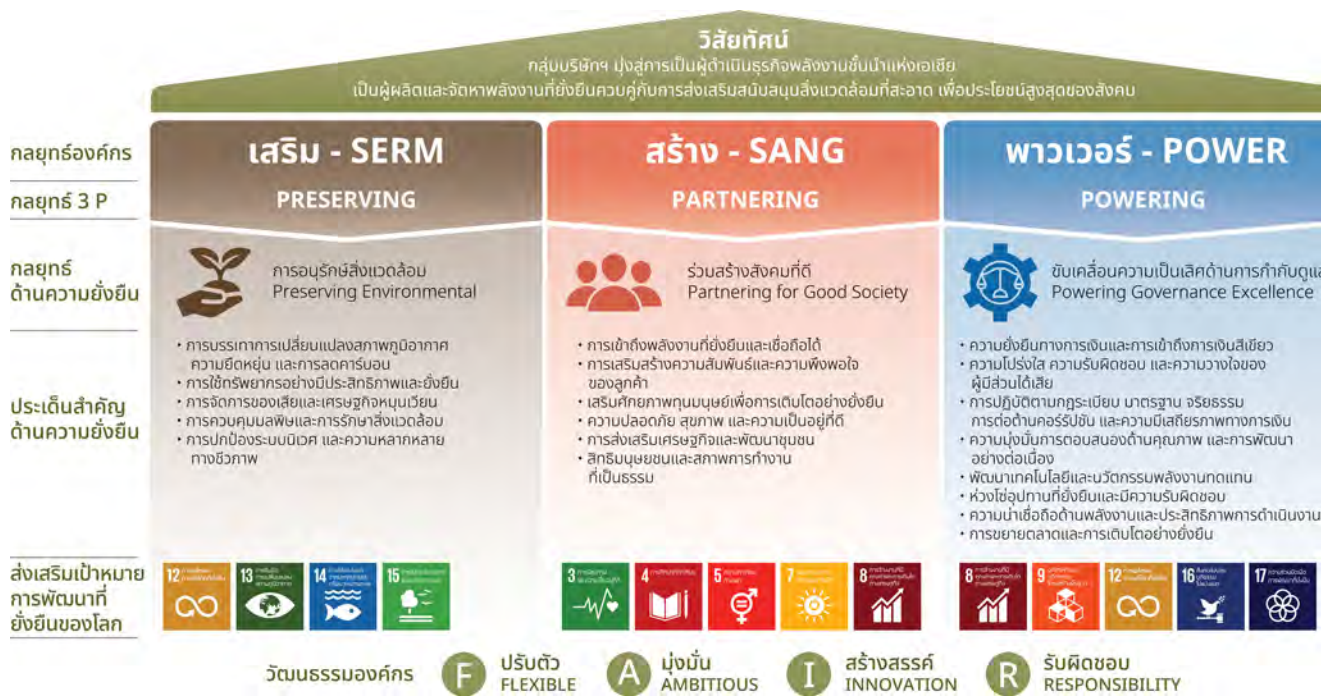 วิสัยทัศน์
กลุ่มบริษัทฯ มุ่งสู่การเป็นผู้ดำเนินธุรกิจพลังงานชั้นนำแห่งเอเชีย
เป็นผู้ผลิตและจัดหาพลังงานที่ยั่งยืนควบคู่กับการส่งเสริมสนับสนุนสิ่งแวดล้อมที่สะอาด เพื่อประโยชน์สูงสุดของสังคม
กลยุทธ์องค์กร
เสริม - SERM
สร้าง - SANG
พาวเวอร์ - POWER
กลยุทธ์ 3 P
PRESERVING
PARTNERING
POWERING
กลยุทธ์
ด้านความยั่งยืน
การอนุรักษ์สิ่งแวดล้อม
Preserving Environmental
ร่วมสร้างสังคมที่ดี
Partnering for Good Society
ขับเคลื่อนความเป็นเลิศด้านการกำกับดูแล
Powering Governance Excellence
ประเด็นสำคัญ
ด้านความยั่งยืน
• การบรรเทาการเปลี่ยนแปลงสภาพภูมิอากาศ
ความยืดหยุ่น และการลดคาร์บอน
• การใช้ทรัพยากรอย่างมีประสิทธิภาพและยั่งยืน
• การจัดการของเสียและเศรษฐกิจหมุนเวียน
• การควบคุมมลพิษและการรักษาสิ่งแวดล้อม
• การปกป้องระบบนิเวศ และความหลากหลาย
ทางชีวภาพ
• การเข้าถึงพลังงานที่ยั่งยืนและเชื่อถือได้
• การเสริมสร้างความสัมพันธ์และความพึงพอใจ
ของลูกค้า
• เสริมศักยภาพทุนมนุษย์เพื่อการเติบโตอย่างยั่งยืน
• ความปลอดภัย สุขภาพ และความเป็นอยู่ที่ดี
• การส่งเสริมเศรษฐกิจและพัฒนาชุมชน
• สิทธิมนุษยชนและสภาพการทำงาน
ที่เป็นธรรม
• ความยั่งยืนทางการเงินและการเข้าถึงการเงินสีเขียว
• ความโปร่งใส ความรับผิดชอบ และความวางใจของ
ผู้มีส่วนได้เสีย
• การปฏิบัติตามกฎระเบียบ มาตรฐาน จริยธรรม
การต่อต้านคอร์รัปชัน และความมีเสถียรภาพทางการเงิน
• ความมุ่งมั่นการตอบสนองด้านคุณภาพ และการพัฒนา
อย่างต่อเนื่อง
• พัฒนาเทคโนโลยีและนวัตกรรมพลังงานทดแทน
• ห่วงโซ่อุปทานที่ยั่งยืนและมีความรับผิดชอบ
• ความน่าเชื่อถือด้านพลังงานและประสิทธิภาพการดำเนินงาน
• การขยายตลาดและการเติบโตอย่างยั่งยืน
ส่งเสริมเป้าหมาย
การพัฒนาที่
ยั่งยืนของโลก
12
13
14
15
3
4
5
7
8
8
9
12
16
17
วัฒนธรรมองค์กร
F ปรับตัว
FLEXIBLE
A มุ่งมั่น
AMBITIOUS
I สร้างสรรค์
INNOVATION
R รับผิดชอบ
RESPONSIBILITY